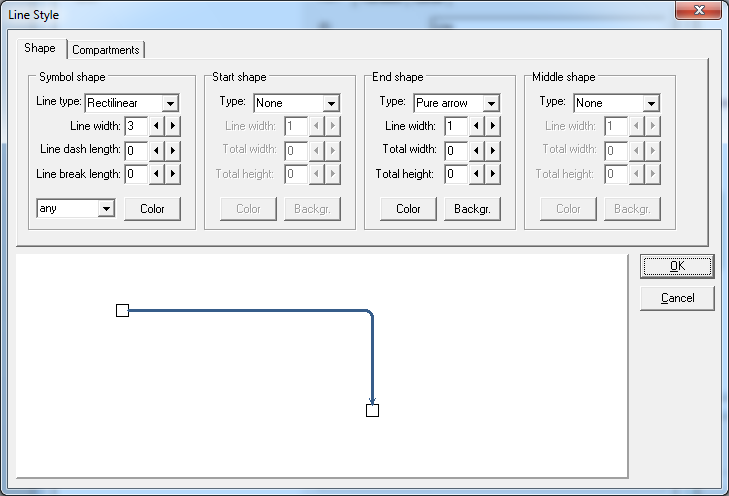 Line Style
Shape
Compartments
Symbol shape
Line type: Rectilinear
Line width: 3
Line dash length: 0
Line break length: 0
any
Color
Start shape
Type: None
Line width: 1
Total width: 0
Total height: 0
Color
Backgr.
End shape
Type: Pure arrow
Line width: 1
Total width: 0
Total height: 0
Color
Backgr.
Middle shape
Type: None
Line width: 1
Total width: 0
Total height: 0
Color
Backgr.
OK
Cancel